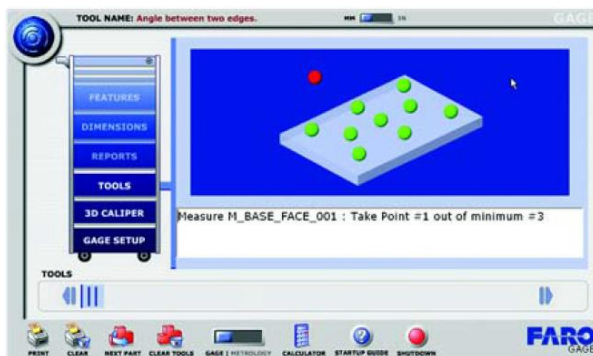 TOOL NAME: Angle between two edges.
MM IN
GAGE
FEATURES
DIMENSIONS
REPORTS
TOOLS
3D CALIPER
GAGE SETUP
Measure M_BASE_FACE_001 : Take Point #1 out of minimum #3
TOOLS
PRINT CLEAR NEXT PART CLEAR TOOLS GAGE | METROLOGY CALCULATOR STARTUP GUIDE SHUTDOWN
FARO
GAGE